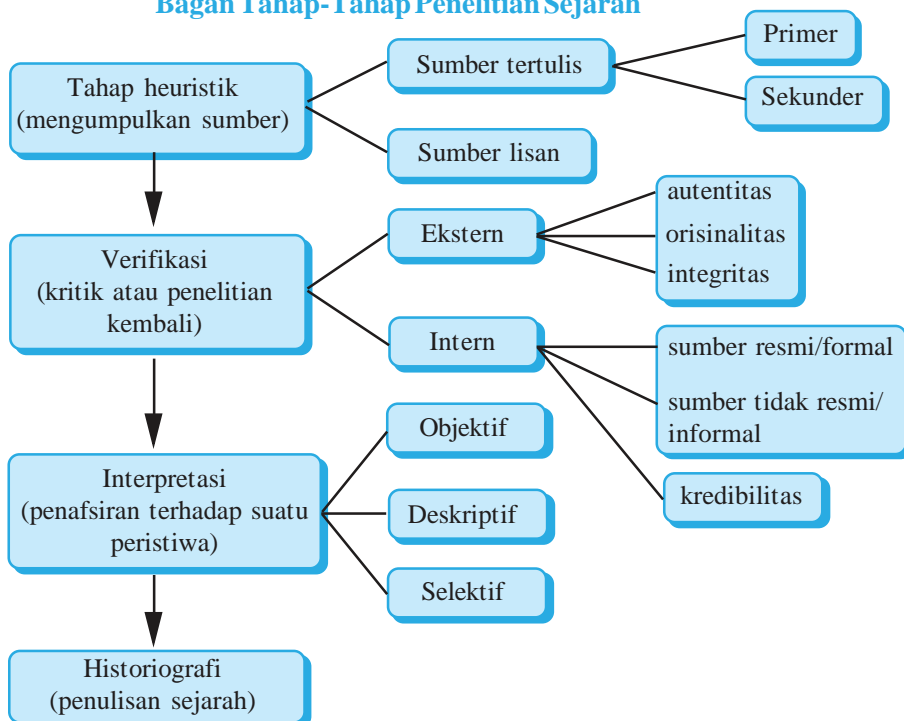 Bagan Tahap-Tahap Penelitian Sejarah
Tahap heuristik
(mengumpulkan sumber)
Sumber tertulis
Primer
Sekunder
Sumber lisan
Verifikasi
(kritik atau penelitian
kembali)
Ekstern
autentitas
orisinalitas
integritas
Intern
sumber resmi/formal
sumber tidak resmi/
informal
kredibilitas
Interpretasi
(penafsiran terhadap suatu
peristiwa)
Objektif
Deskriptif
Selektif
Historiografi
(penulisan sejarah)